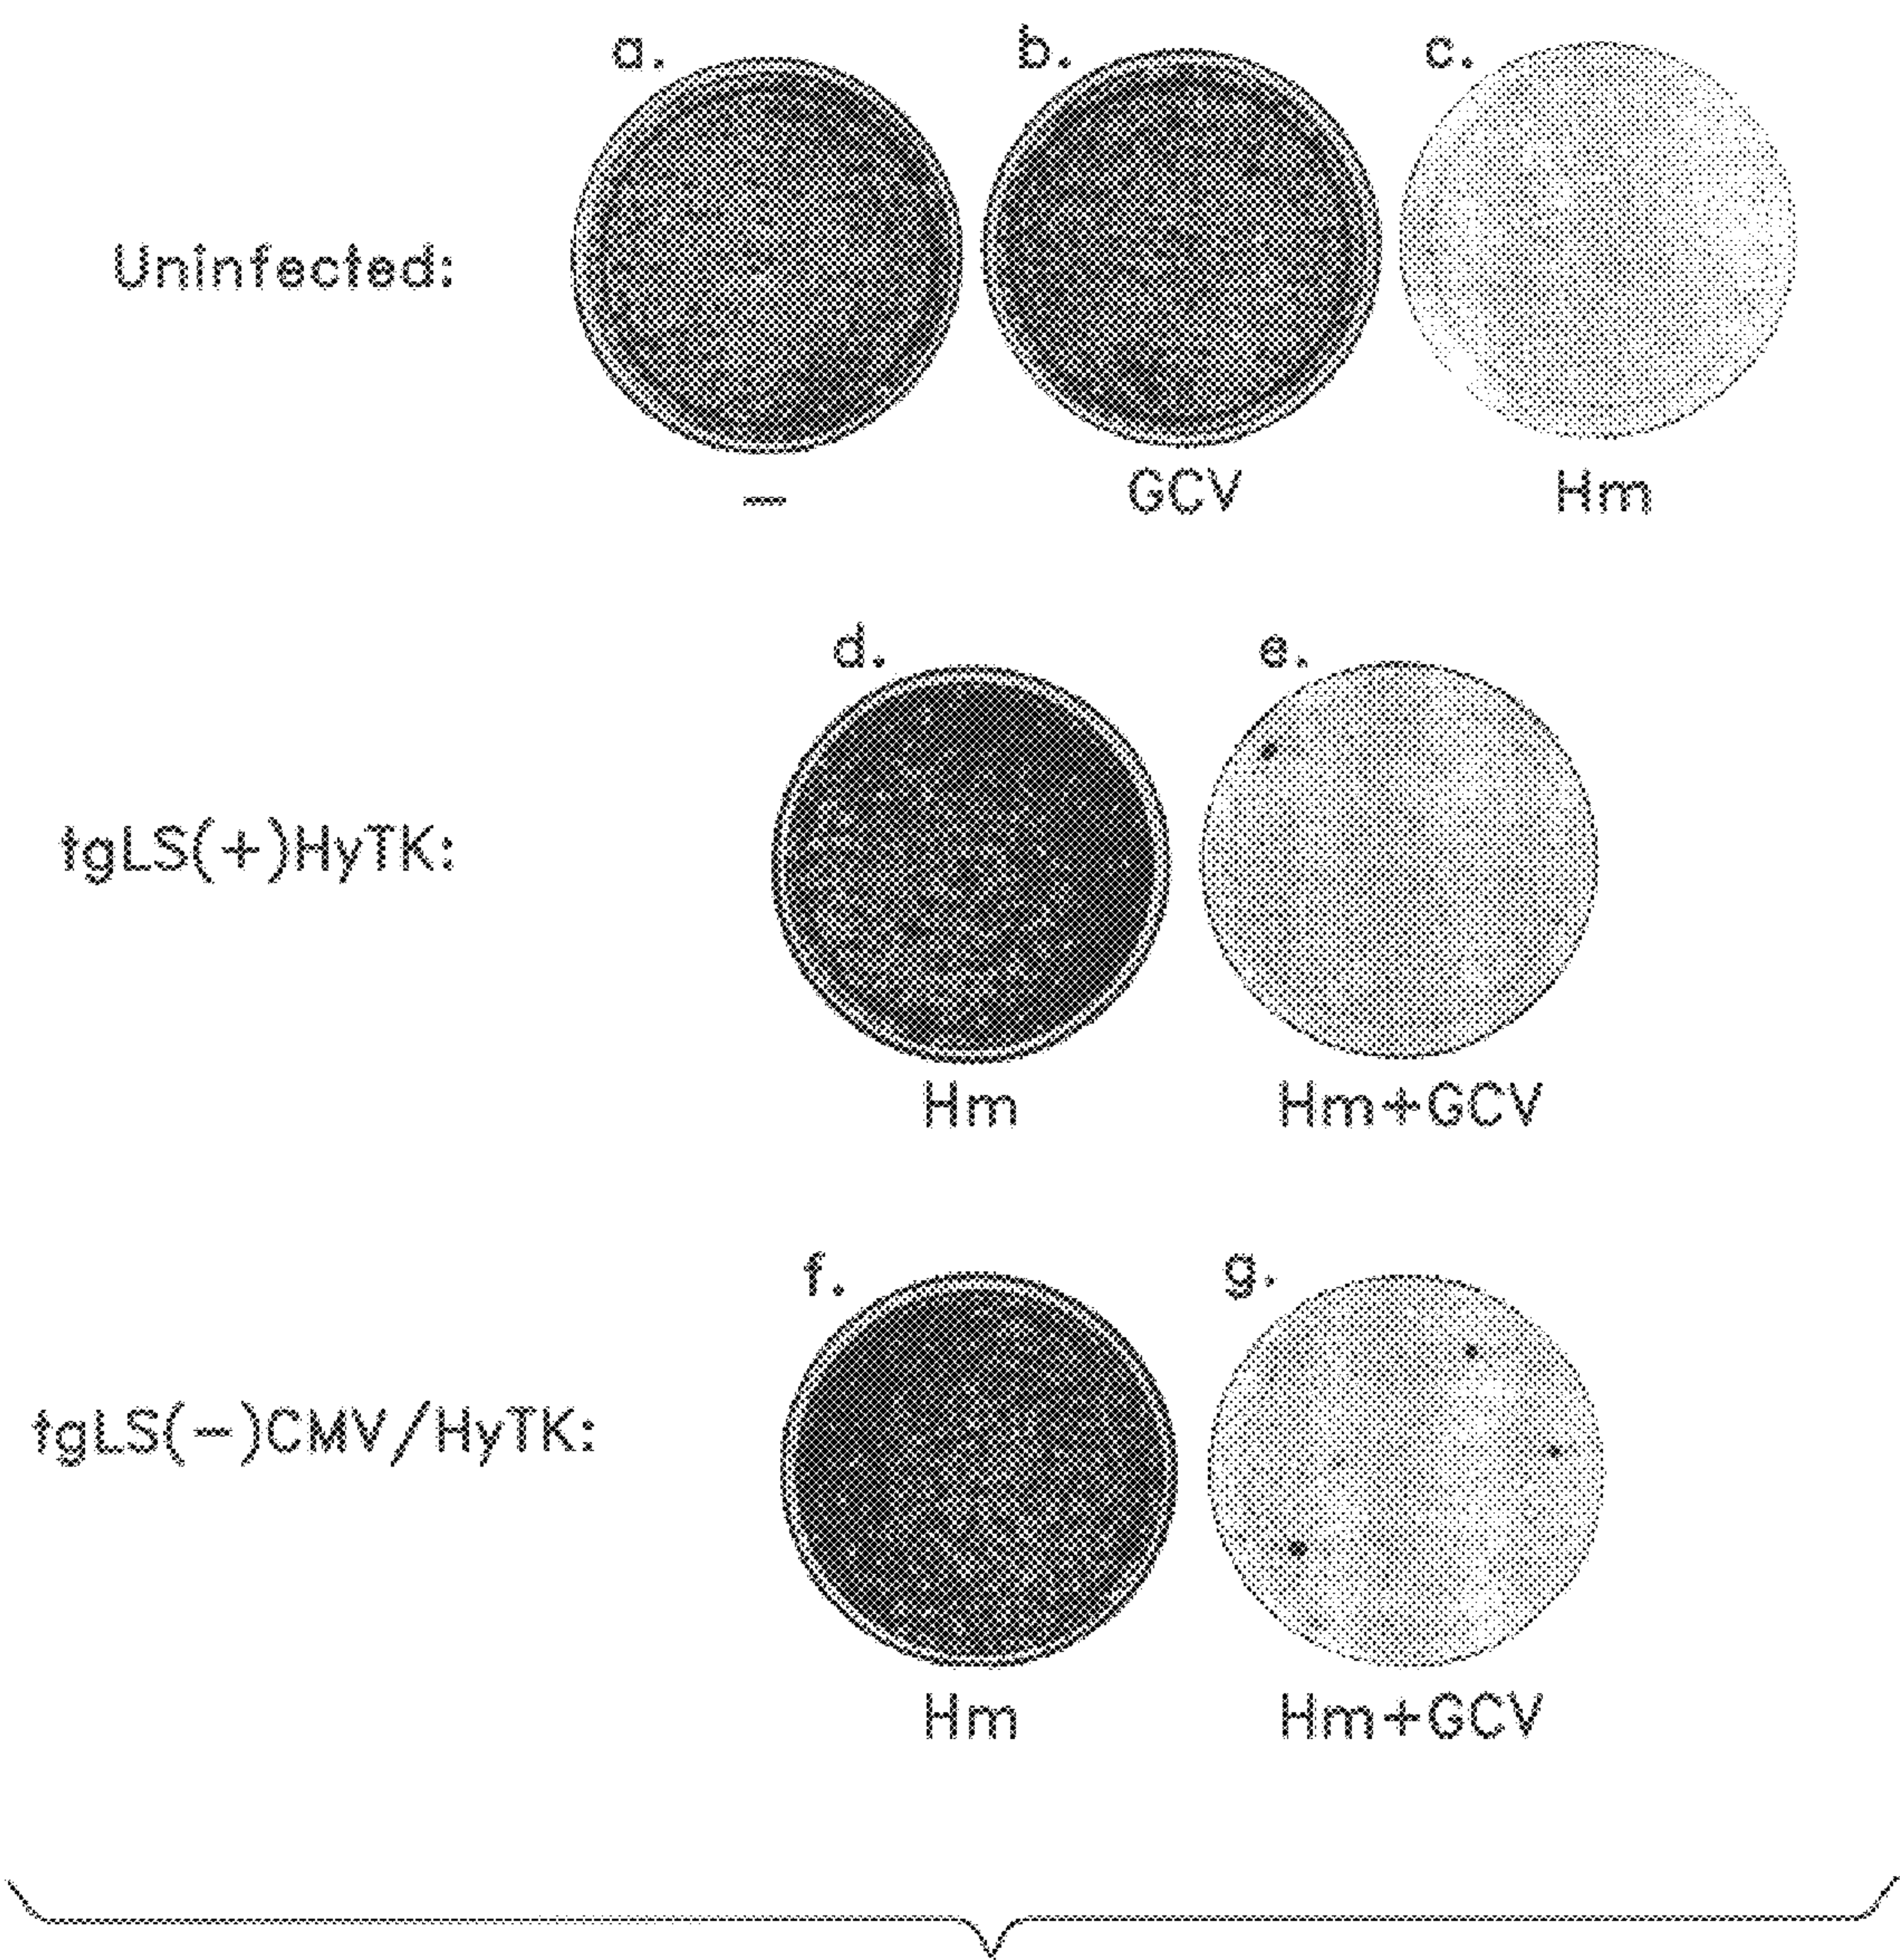 a. b. c.
Uninfected:
– GCV Hm
d. e.
tgLS(+)HyTK:
Hm Hm+GCV
f. g.
tgLS(–)CMV/HyTK:
Hm Hm+GCV